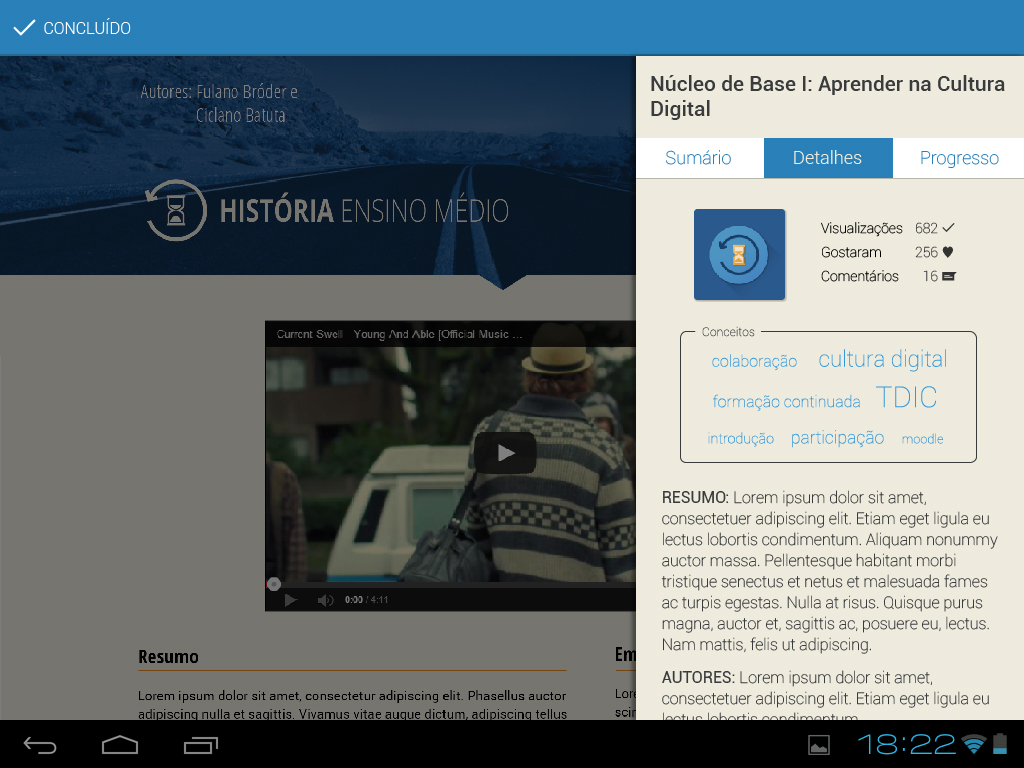 CONCLUÍDO
Autores: Fulano Bróder e
Ciclano Batuta
HISTÓRIA ENSINO MÉDIO
Current Swell Young And Able [Official Music ...
0:00 / 4:11
Resumo
Em
Lorem ipsum dolor sit amet, consectetur adipiscing elit. Phasellus auctor
adipiscing nulla et sagittis. Vivamus vitae augue dictum, adipiscing tellus
Lore
scin
Núcleo de Base I: Aprender na Cultura
Digital
Sumário Detalhes Progresso
Visualizações 682
Gostaram 256
Comentários 16
Conceitos
colaboração cultura digital
formação continuada TDIC
introdução participação moodle
RESUMO: Lorem ipsum dolor sit amet,
consectetuer adipiscing elit. Etiam eget ligula eu
lectus lobortis condimentum. Aliquam nonummy
auctor massa. Pellentesque habitant morbi
tristique senectus et netus et malesuada fames
ac turpis egestas. Nulla at risus. Quisque purus
magna, auctor et, sagittis ac, posuere eu, lectus.
Nam mattis, felis ut adipiscing.
AUTORES: Lorem ipsum dolor sit amet,
consectetuer adipiscing elit. Etiam eget ligula eu
lectus lobortis condimentum
18:22